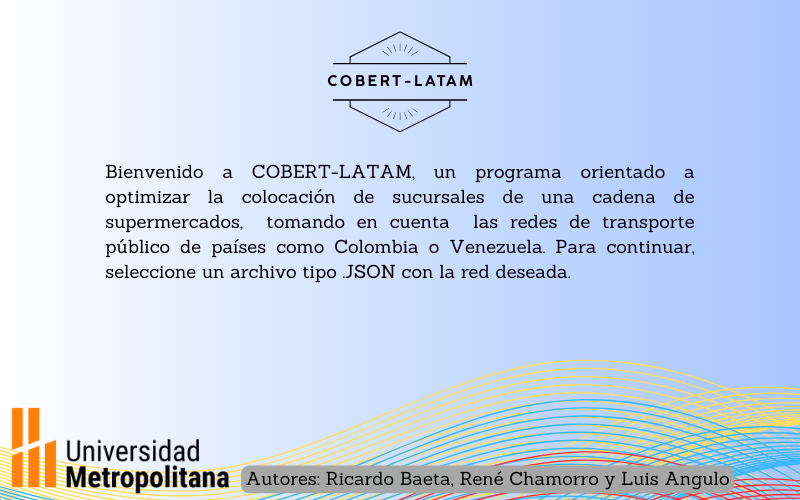 COBERT-LATAM
Bienvenido a COBERT-LATAM, un programa orientado a
optimizar la colocación de sucursales de una cadena de
supermercados, tomando en cuenta las redes de transporte
público de países como Colombia o Venezuela. Para continuar,
seleccione un archivo tipo .JSON con la red deseada.
Universidad
Metropolitana
Autores: Ricardo Baeta, René Chamorro y Luis Angulo